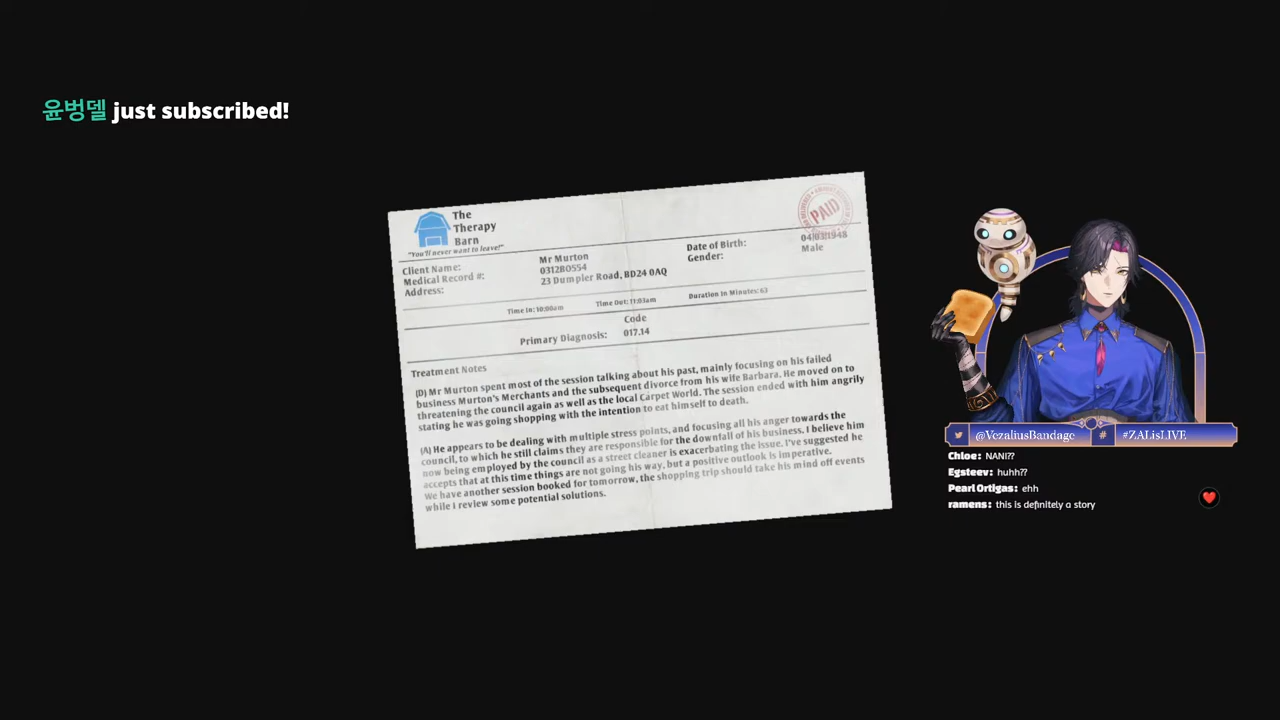 윤벙델 just subscribed!
The
Therapy
Barn
"You'll never want to leave!"
PAID
Client Name: Mr Murton
Medical Record #: 0312B0554
Address: 23 Dumpler Road, BD24 0AQ
Date of Birth: 04/03/1948
Gender: Male
Time In: 10:00am Time Out: 11:03am Duration in Minutes: 63
Code
Primary Diagnosis: 017.14
Treatment Notes
(D) Mr Murton spent most of the session talking about his past, mainly focusing on his failed
business Murton's Merchants and the subsequent divorce from his wife Barbara. He moved on to
threatening the council again as well as the local Carpet World. The session ended with him angrily
stating he was going shopping with the intention to eat himself to death.
(A) He appears to be dealing with multiple stress points, and focusing all his anger towards the
council, to which he still claims they are responsible for the downfall of his business. I believe him
now being employed by the council as a street cleaner is exacerbating the issue. I've suggested he
accepts that at this time things are not going his way, but a positive outlook is imperative.
We have another session booked for tomorrow, the shopping trip should take his mind off events
while I review some potential solutions.
@VezaliusBandage # #ZALisLIVE
Chloe: NANI??
Egsteev: huhh??
Pearl Ortigas: ehh
ramens: this is definitely a story